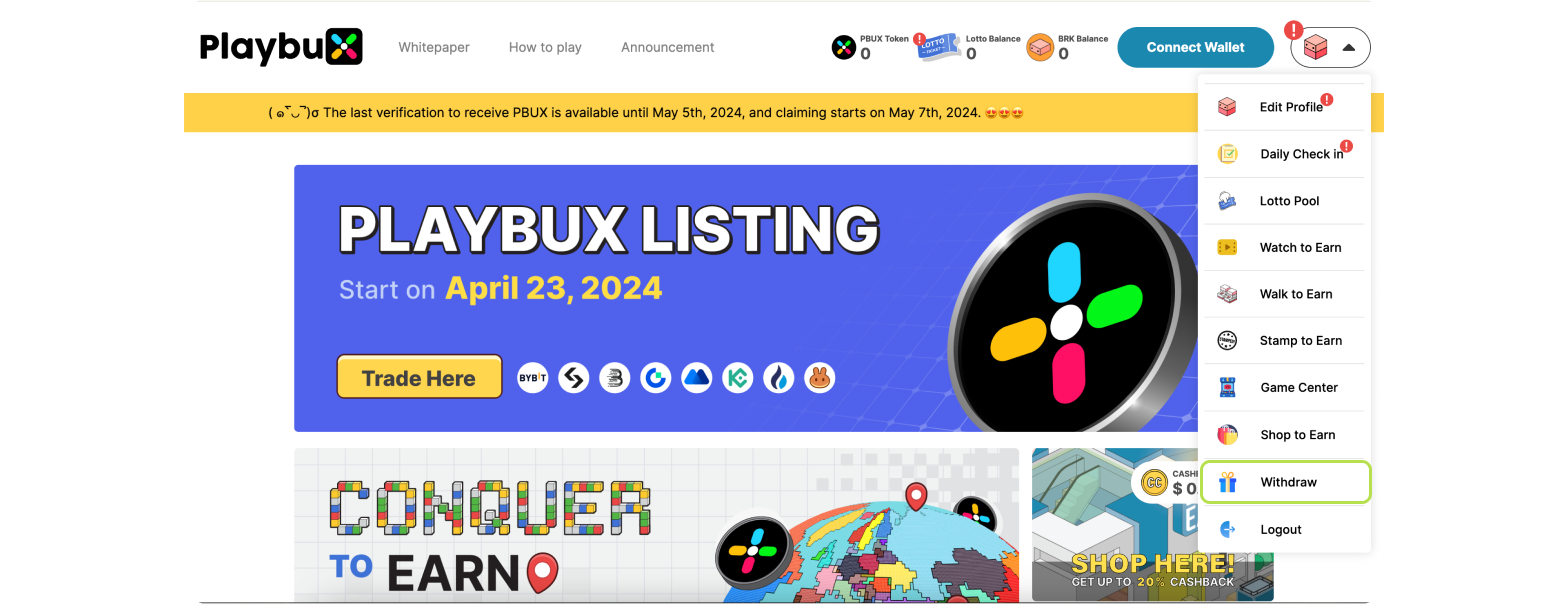 PlaybuX
Whitepaper
How to play
Announcement
PBUX Token
0
!
LOTTO
TICKET
Lotto Balance
0
BRK Balance
0
Connect Wallet
!
( ๑˘︶˘)σ The last verification to receive PBUX is available until May 5th, 2024, and claiming starts on May 7th, 2024. 😍😍😍
Edit Profile
!
Daily Check in
!
Lotto Pool
Watch to Earn
Walk to Earn
Stamp to Earn
Game Center
Shop to Earn
Withdraw
Logout
PLAYBUX LISTING
Start on April 23, 2024
Trade Here
BYBIT
CONQUER
TO EARN
CC
CASH
$ 0
SHOP HERE!
GET UP TO 20% CASHBACK